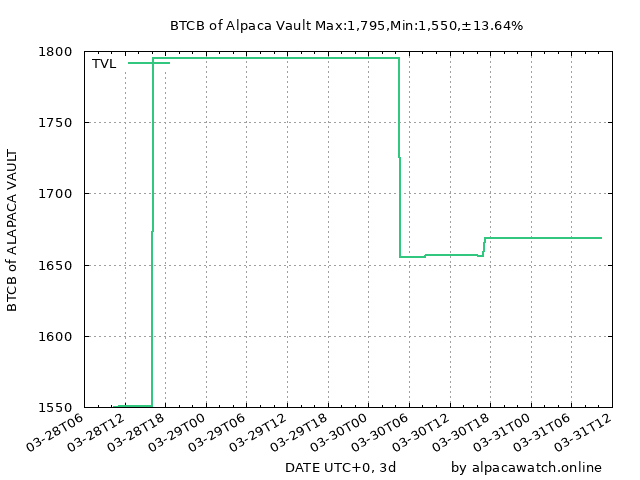 BTCB of Alpaca Vault Max:1,795,Min:1,550,±13.64%
TVL
BTCB of ALAPACA VAULT
1800
1750
1700
1650
1600
1550
03-28T06
03-28T12
03-28T18
03-29T00
03-29T06
03-29T12
03-29T18
03-30T00
03-30T06
03-30T12
03-30T18
03-31T00
03-31T06
03-31T12
DATE UTC+0, 3d
by alpacawatch.online